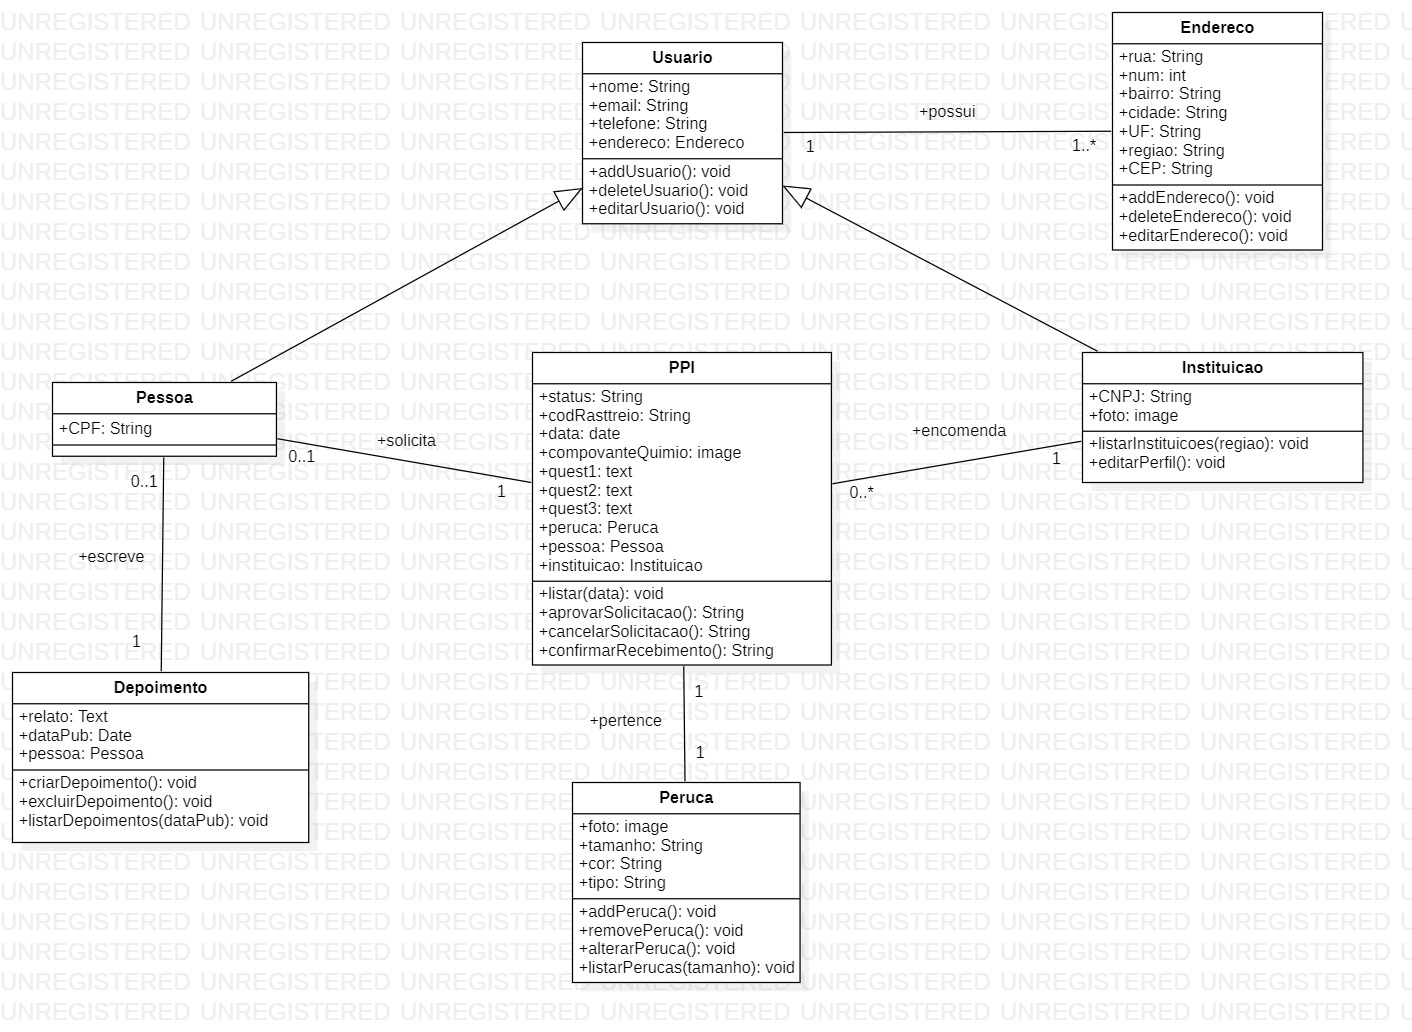 Usuario
+nome: String
+email: String
+telefone: String
+endereco: Endereco
+addUsuario(): void
+deleteUsuario(): void
+editarUsuario(): void
+possui
1
1..*
Endereco
+rua: String
+num: int
+bairro: String
+cidade: String
+UF: String
+regiao: String
+CEP: String
+addEndereco(): void
+deleteEndereco(): void
+editarEndereco(): void
Pessoa
+CPF: String
+solicita
0..1
1
PPI
+status: String
+codRasttreio: String
+data: date
+compovanteQuimio: image
+quest1: text
+quest2: text
+quest3: text
+peruca: Peruca
+pessoa: Pessoa
+instituicao: Instituicao
+listar(data): void
+aprovarSolicitacao(): String
+cancelarSolicitacao(): String
+confirmarRecebimento(): String
+encomenda
1
0..*
Instituicao
+CNPJ: String
+foto: image
+listarInstituicoes(regiao): void
+editarPerfil(): void
0..1
+escreve
1
Depoimento
+relato: Text
+dataPub: Date
+pessoa: Pessoa
+criarDepoimento(): void
+excluirDepoimento(): void
+listarDepoimentos(dataPub): void
1
+pertence
1
Peruca
+foto: image
+tamanho: String
+cor: String
+tipo: String
+addPeruca(): void
+removePeruca(): void
+alterarPeruca(): void
+listarPerucas(tamanho): void
UNREGISTERED